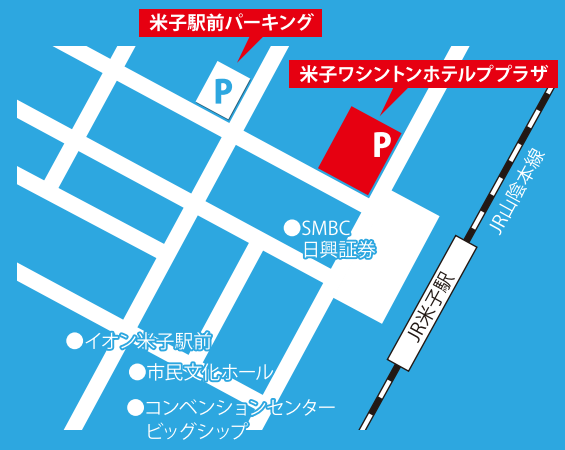 米子駅前パーキング
米子ワシントンホテルププラザ
P
P
JR山陰本線
SMBC
日興証券
JR米子駅
イオン米子駅前
市民文化ホール
コンベンションセンター
ビッグシップ